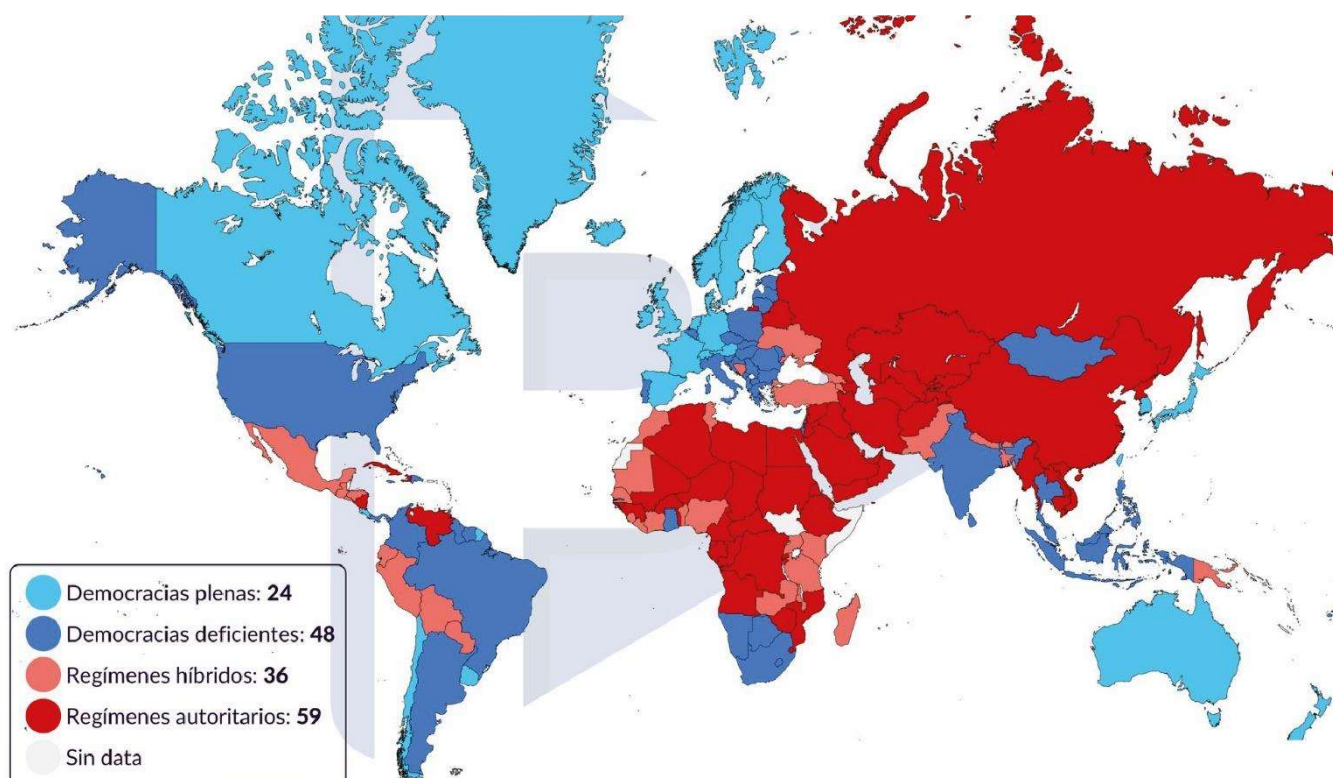 Democracias plenas: 24
Democracias deficientes: 48
Regímenes híbridos: 36
Regímenes autoritarios: 59
Sin data